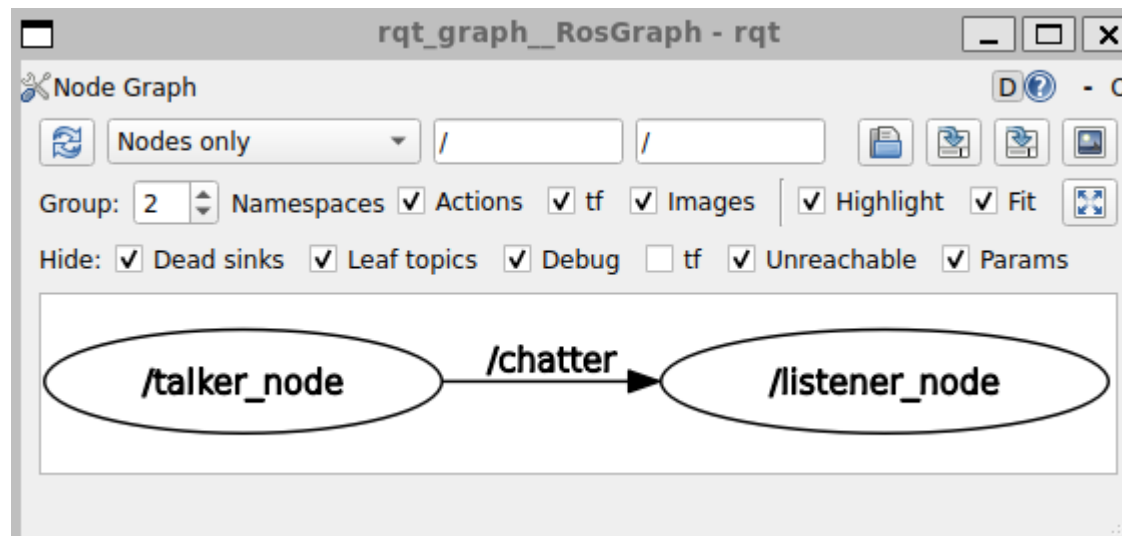 rqt_graph__RosGraph - rqt
Node Graph D ? - C
Nodes only / /
Group: 2 Namespaces Actions tf Images Highlight Fit
Hide: Dead sinks Leaf topics Debug tf Unreachable Params
/talker_node /chatter /listener_node